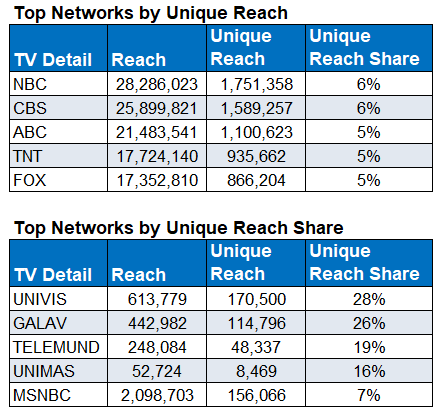 Top Networks by Unique Reach
TV Detail Reach Unique Reach Unique Reach Share
NBC 28,286,023 1,751,358 6%
CBS 25,899,821 1,589,257 6%
ABC 21,483,541 1,100,623 5%
TNT 17,724,140 935,662 5%
FOX 17,352,810 866,204 5%
Top Networks by Unique Reach Share
TV Detail Reach Unique Reach Unique Reach Share
UNIVIS 613,779 170,500 28%
GALAV 442,982 114,796 26%
TELEMUND 248,084 48,337 19%
UNIMAS 52,724 8,469 16%
MSNBC 2,098,703 156,066 7%